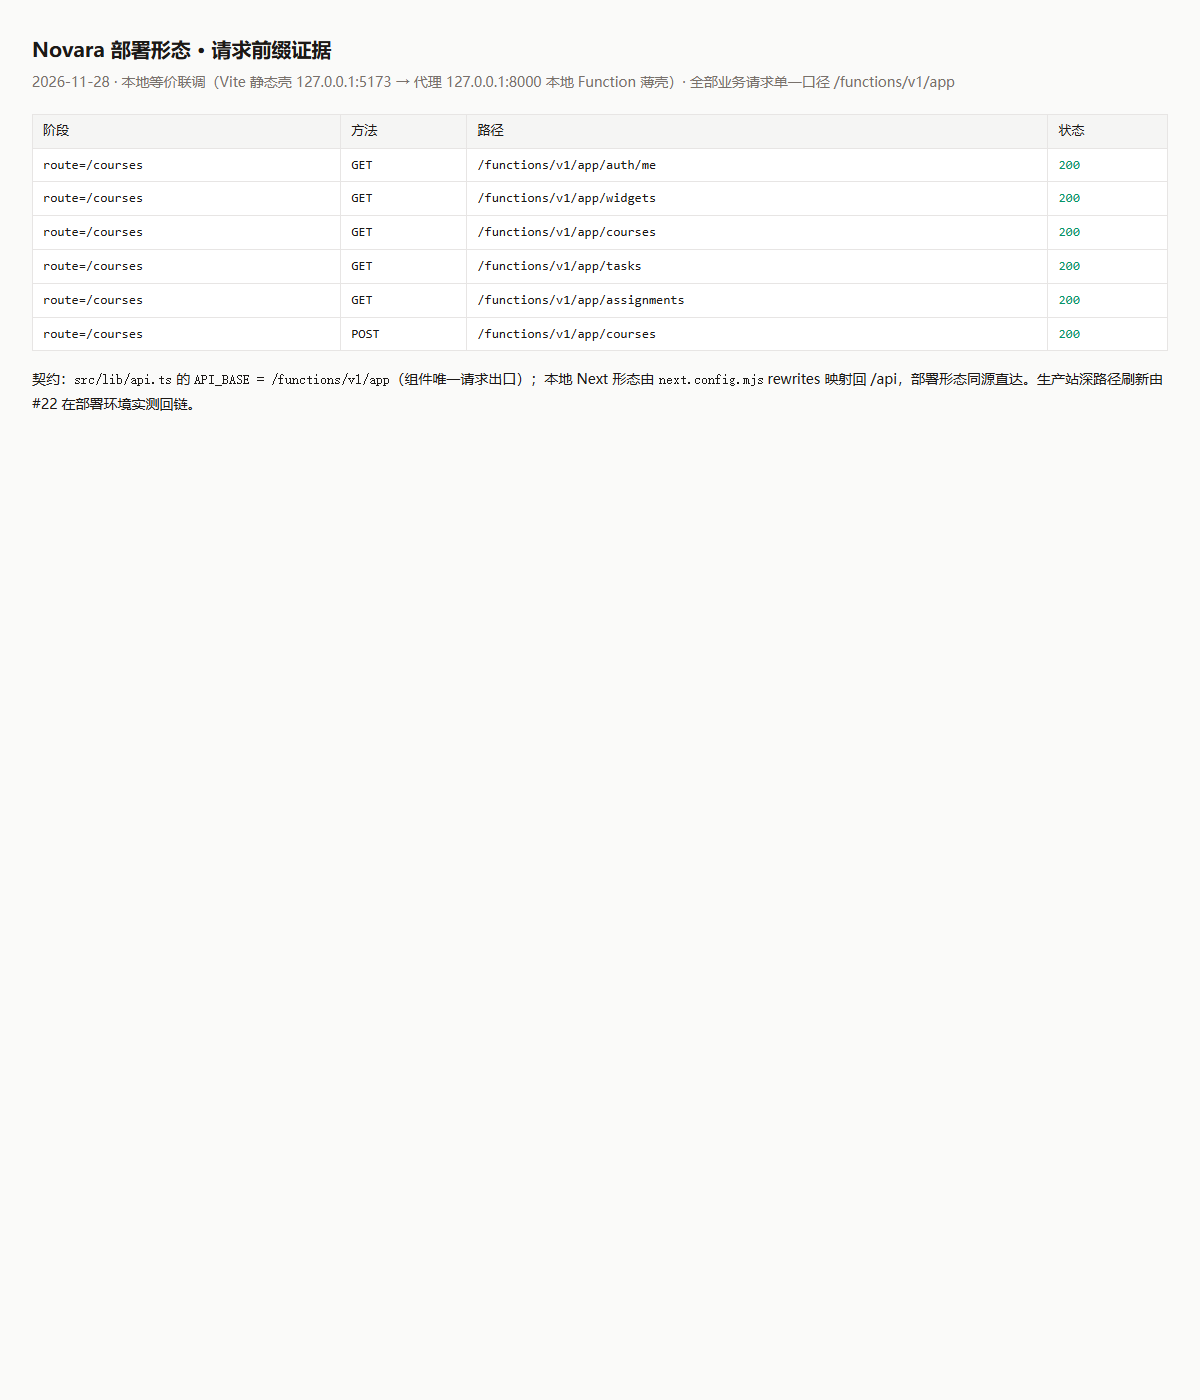 Novara 部署形态 · 请求前缀证据
2026-11-28 · 本地等价联调（Vite 静态壳 127.0.0.1:5173 → 代理 127.0.0.1:8000 本地 Function 薄壳）· 全部业务请求单一口径 /functions/v1/app
阶段 方法 路径 状态
route=/courses GET /functions/v1/app/auth/me 200
route=/courses GET /functions/v1/app/widgets 200
route=/courses GET /functions/v1/app/courses 200
route=/courses GET /functions/v1/app/tasks 200
route=/courses GET /functions/v1/app/assignments 200
route=/courses POST /functions/v1/app/courses 200
契约：src/lib/api.ts 的 API_BASE = /functions/v1/app（组件唯一请求出口）；本地 Next 形态由 next.config.mjs rewrites 映射回 /api，部署形态同源直达。生产站深路径刷新由
#22 在部署环境实测回链。